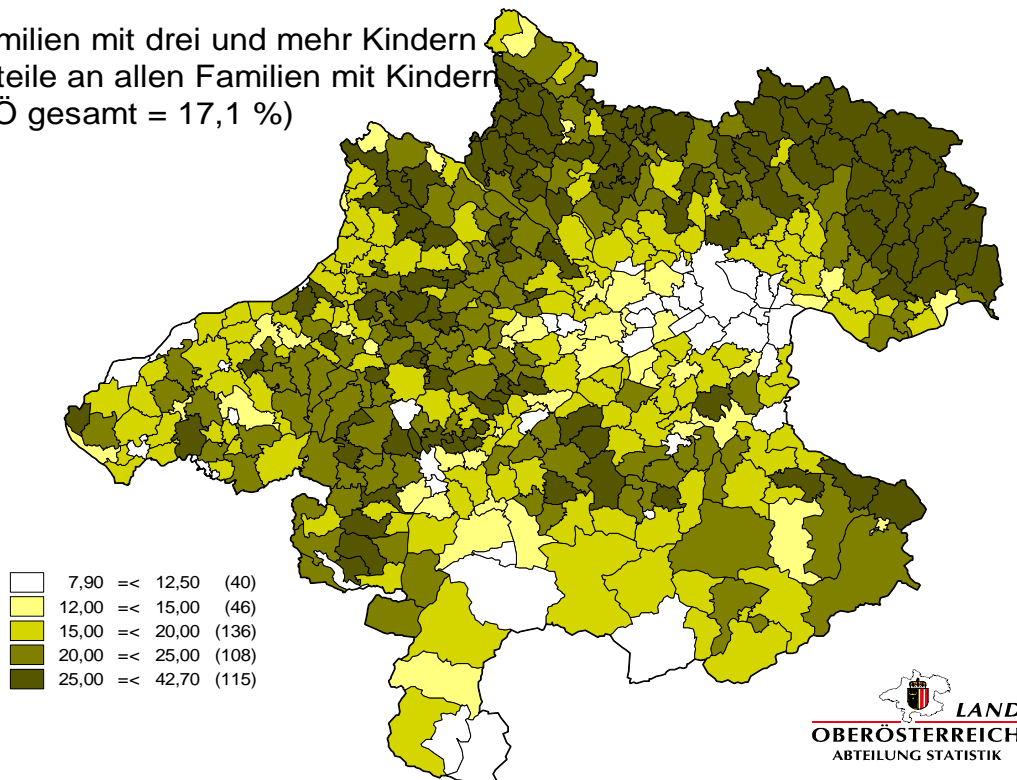 milien mit drei und mehr Kindern
teile an allen Familien mit Kindern
Ö gesamt = 17,1 %)
7,90 =< 12,50 (40)
12,00 =< 15,00 (46)
15,00 =< 20,00 (136)
20,00 =< 25,00 (108)
25,00 =< 42,70 (115)
LAND
OBERÖSTERREICH
ABTEILUNG STATISTIK